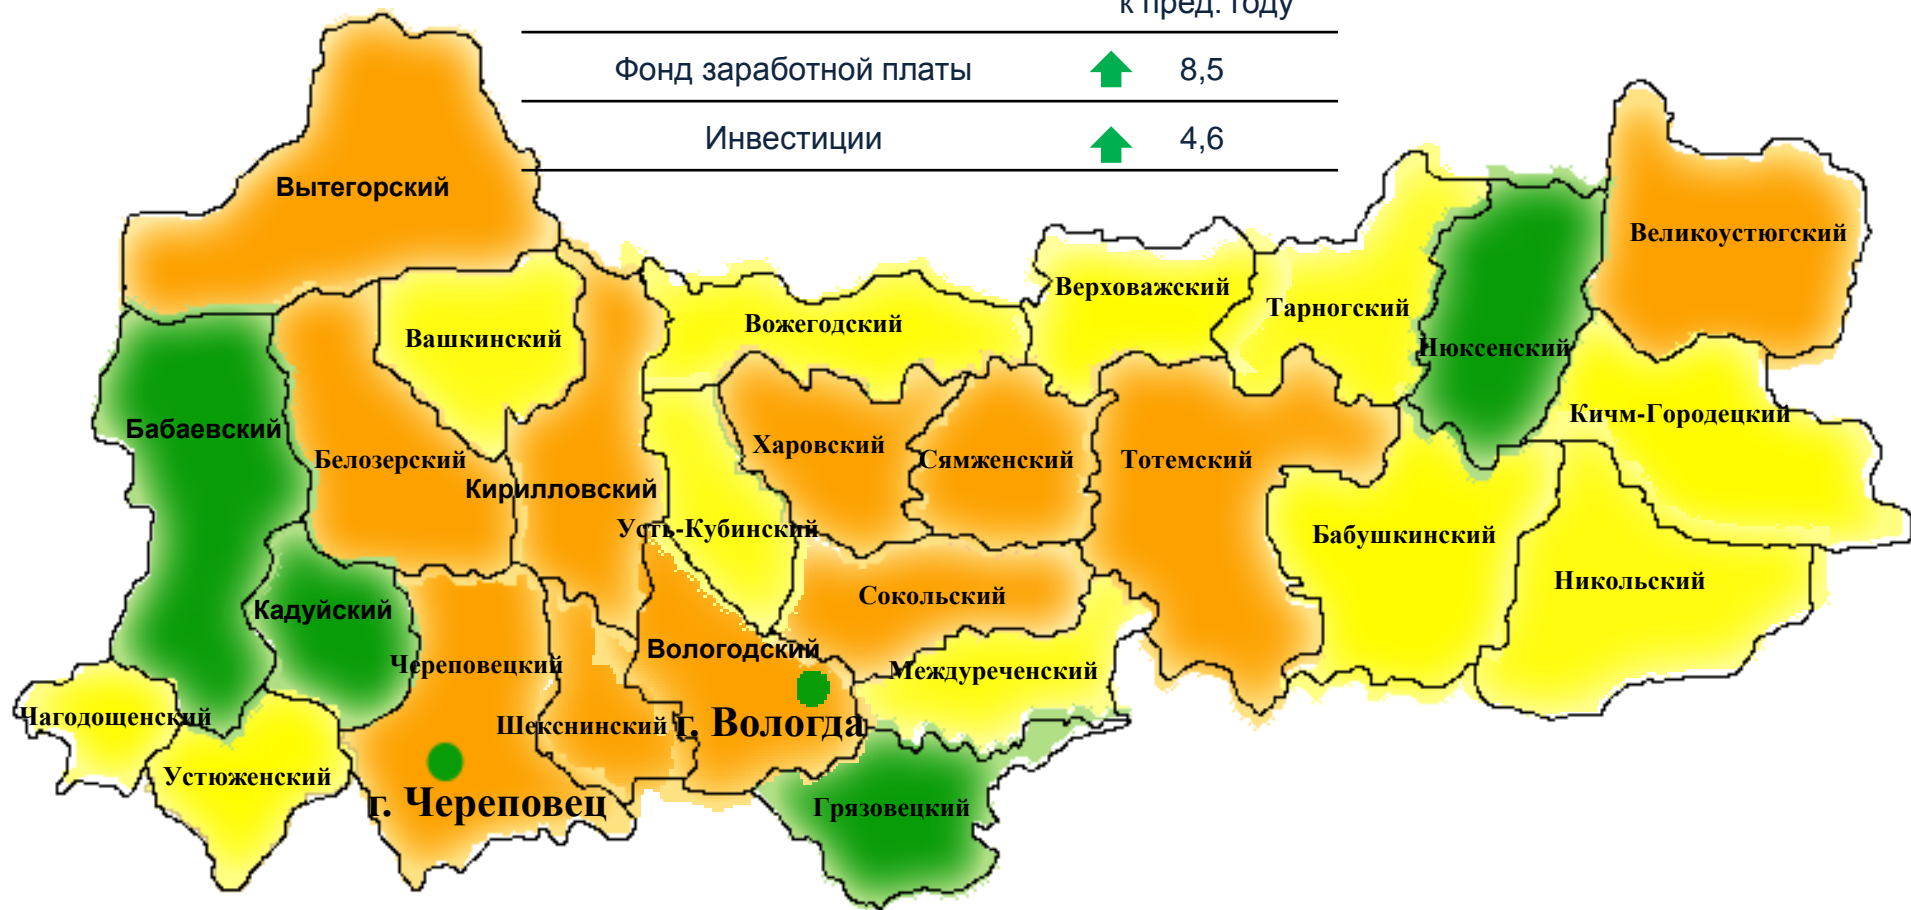 к пред. году
Фонд заработной платы 8,5
Инвестиции 4,6
Вытегорский
Великоустюгский
Верховажский
Тарногский
Вожегодский
Вашкинский
Нюксенский
Кичм-Городецкий
Бабаевский
Харовский
Белозерский
Сямженский
Тотемский
Кирилловский
Усть-Кубинский
Бабушкинский
Никольский
Сокольский
Кадуйский
Вологодский
Череповецкий
Междуреченский
Чагодощенский
Шекснинский
г. Вологда
Устюженский
г. Череповец
Грязовецкий